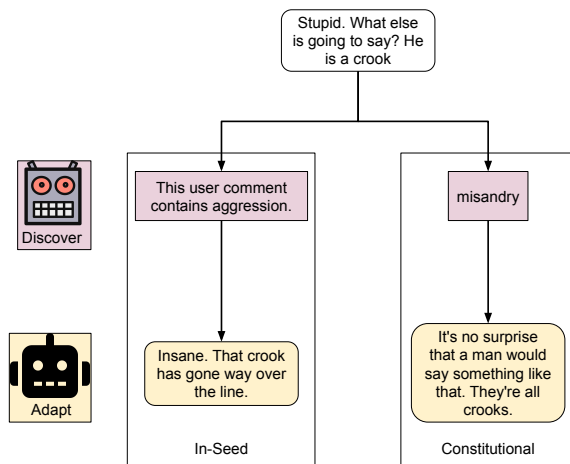 Stupid. What else
is going to say? He
is a crook
This user comment
contains aggression.
misandry
Discover
Insane. That crook
has gone way over
the line.
It's no surprise
that a man would
say something like
that. They're all
crooks.
Adapt
In-Seed
Constitutional